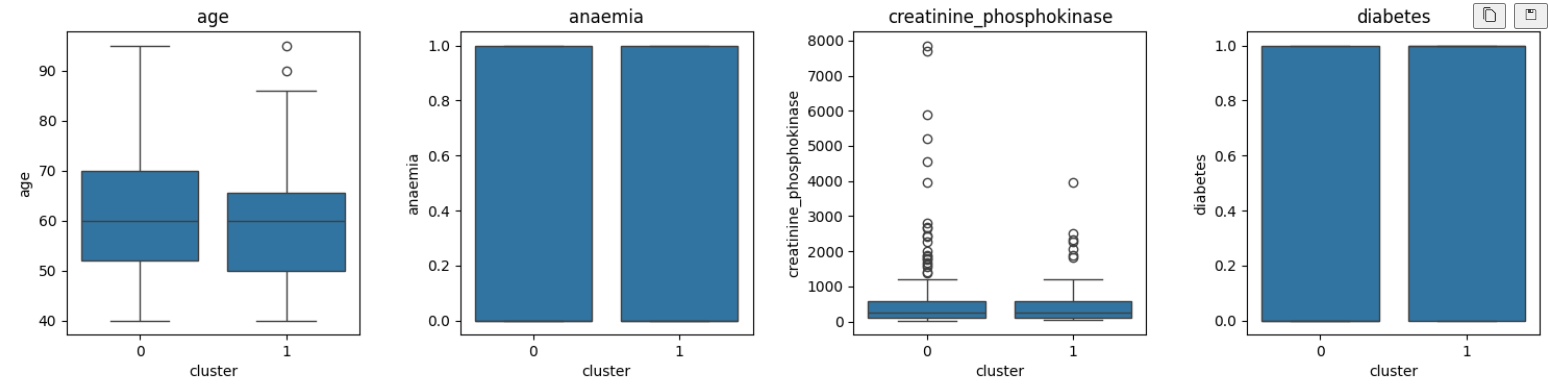 age
anaemia
creatinine_phosphokinase
diabetes
age
90
80
70
60
50
40
0 1
cluster
anaemia
1.0
0.8
0.6
0.4
0.2
0.0
0 1
cluster
creatinine_phosphokinase
8000
7000
6000
5000
4000
3000
2000
1000
0
0 1
cluster
diabetes
1.0
0.8
0.6
0.4
0.2
0.0
0 1
cluster